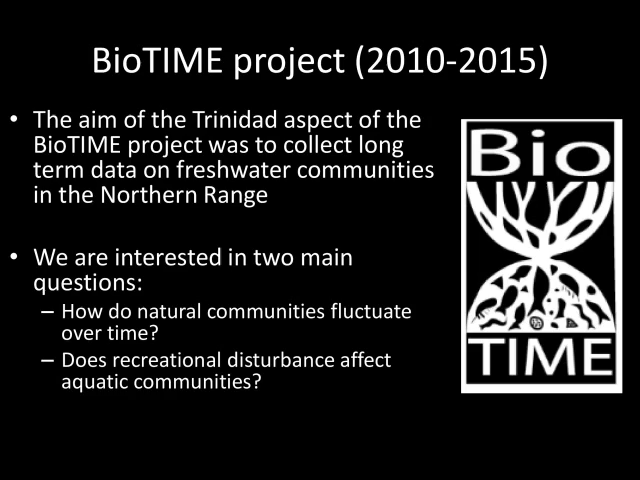 BioTIME project (2010-2015)
• The aim of the Trinidad aspect of the
BioTIME project was to collect long
term data on freshwater communities
in the Northern Range
• We are interested in two main
questions:
– How do natural communities fluctuate
over time?
– Does recreational disturbance affect
aquatic communities?
Bio
TIME